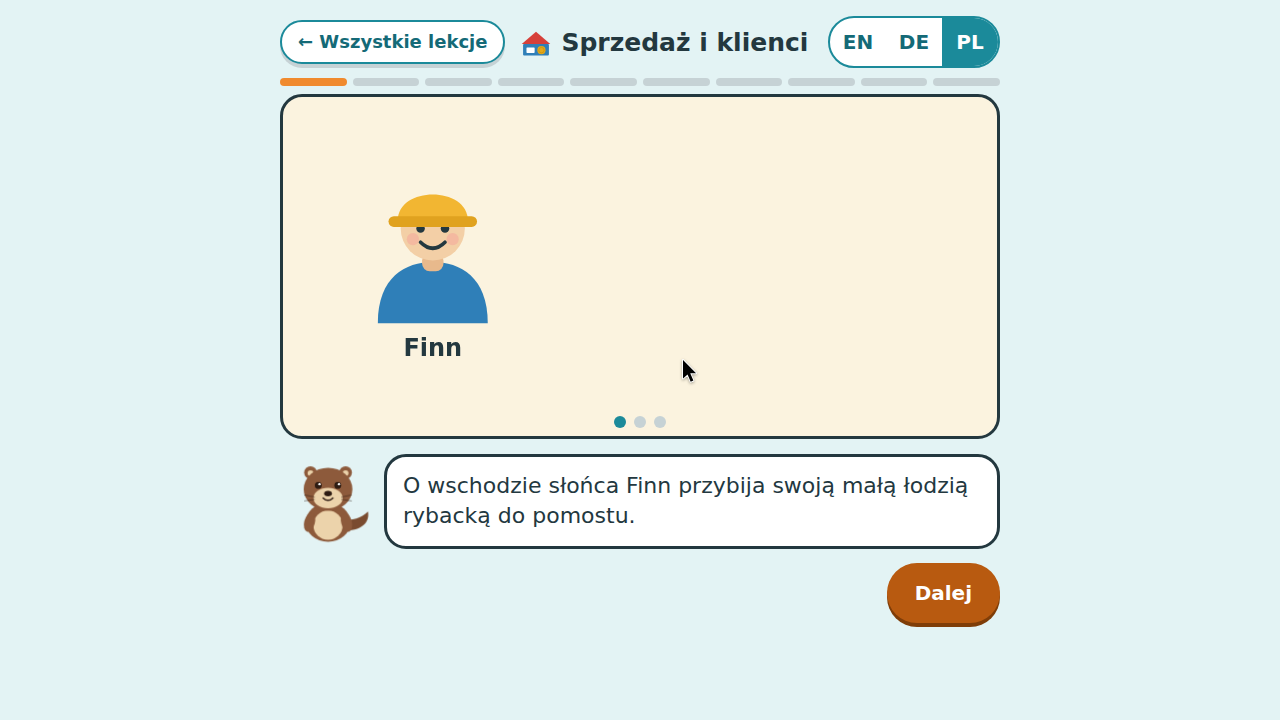 ← Wszystkie lekcje
Sprzedaż i klienci
EN DE PL
Finn
O wschodzie słońca Finn przybija swoją małą łodzią
rybacką do pomostu.
Dalej